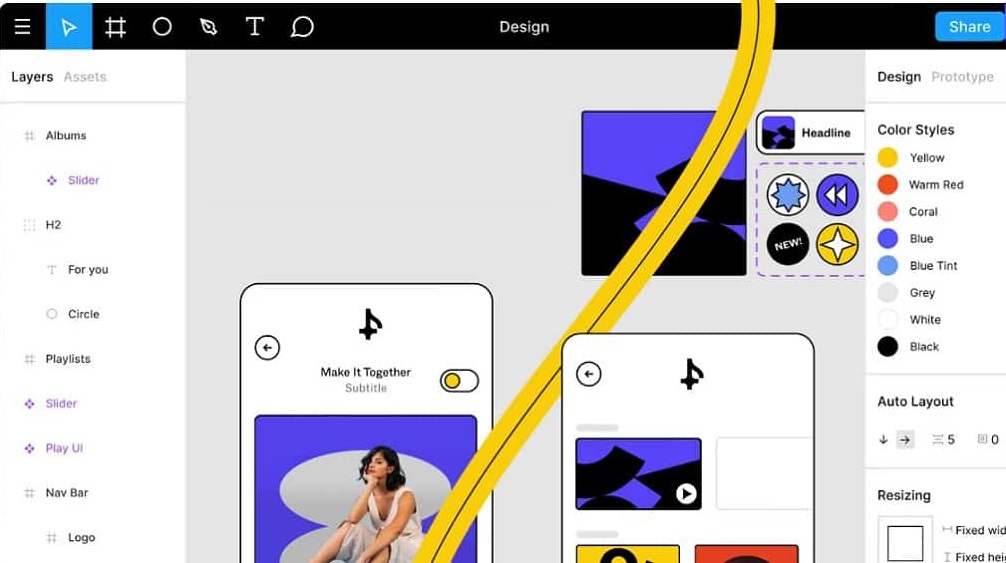 Design
Share
Layers Assets
Albums
Slider
H2
For you
Circle
Playlists
Slider
Play UI
Nav Bar
Logo
Make It Together
Subtitle
Headline
NEW!
Design Prototype
Color Styles
Yellow
Warm Red
Coral
Blue
Blue Tint
Grey
White
Black
Auto Layout
5 0
Resizing
Fixed wid
Fixed heig